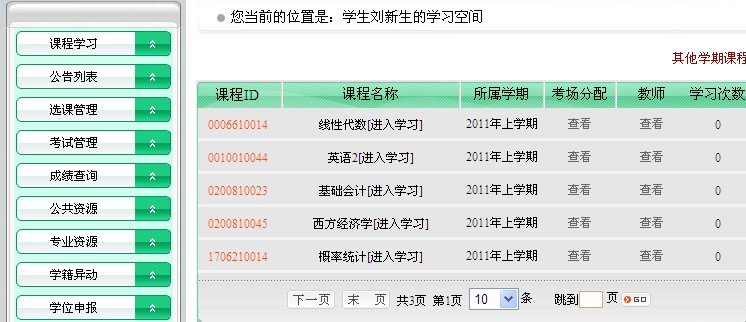 您当前的位置是：学生刘新生的学习空间
其他学期课程
课程学习
公告列表
选课管理
考试管理
成绩查询
公共资源
专业资源
学籍异动
学位申报
课程ID 课程名称 所属学期 考场分配 教师 学习次数
0006610014 线性代数[进入学习] 2011年上学期 查看 查看 0
0010010044 英语2[进入学习] 2011年上学期 查看 查看 0
0200810023 基础会计[进入学习] 2011年上学期 查看 查看 0
0200810045 西方经济学[进入学习] 2011年上学期 查看 查看 0
1706210014 概率统计[进入学习] 2011年上学期 查看 查看 0
下一页 末 页 共3页 第1页 10 条 跳到 页 GO